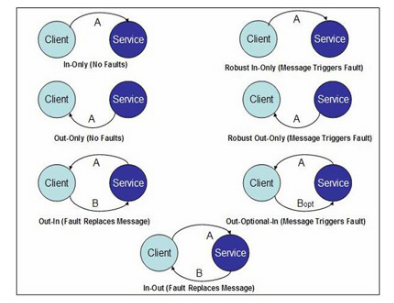 A
Client Service
In-Only (No Faults)
A
Client Service
Robust In-Only (Message Triggers Fault)
Client Service
A
Out-Only (No Faults)
Client Service
A
Robust Out-Only (Message Triggers Fault)
A
Client Service
B
Out-In (Fault Replaces Message)
A
Client Service
Bopt
Out-Optional-In (Message Triggers Fault)
A
Client Service
B
In-Out (Fault Replaces Message)